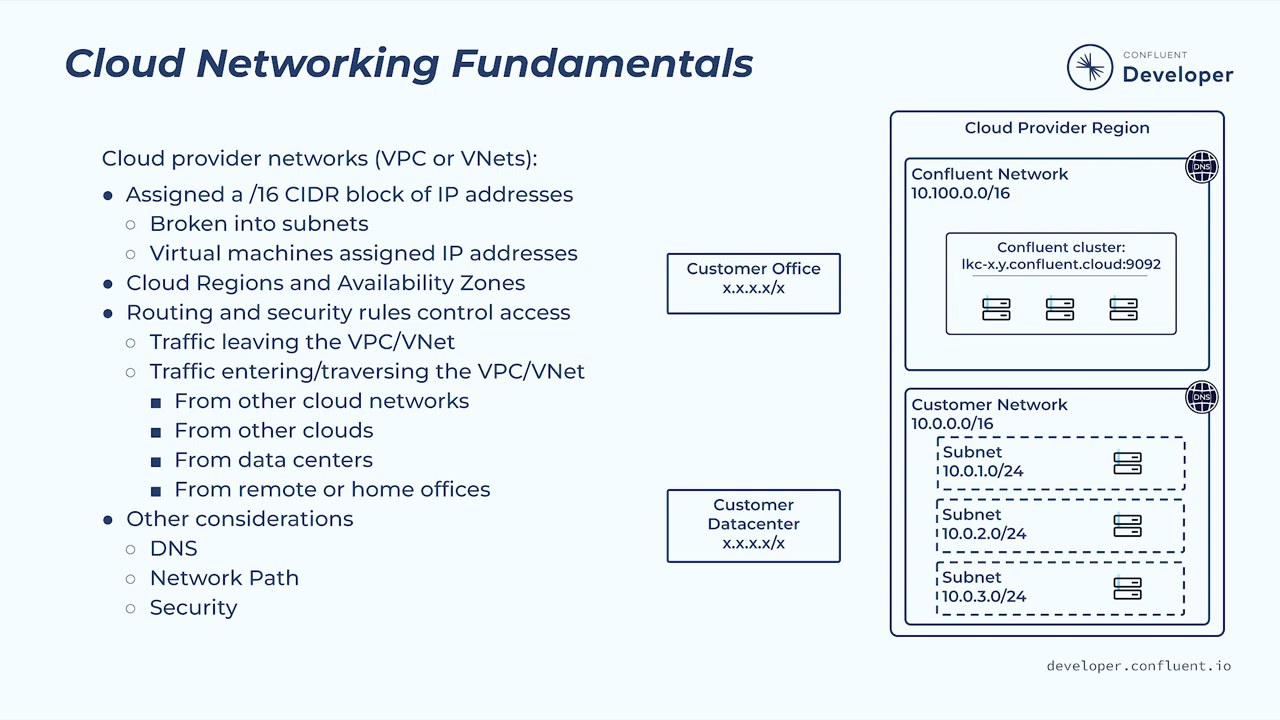 Cloud Networking Fundamentals
CONFLUENT
Developer
Cloud provider networks (VPC or VNets):
● Assigned a /16 CIDR block of IP addresses
○ Broken into subnets
○ Virtual machines assigned IP addresses
● Cloud Regions and Availability Zones
● Routing and security rules control access
○ Traffic leaving the VPC/VNet
○ Traffic entering/traversing the VPC/VNet
■ From other cloud networks
■ From other clouds
■ From data centers
■ From remote or home offices
● Other considerations
○ DNS
○ Network Path
○ Security
Customer Office
x.x.x.x/x
Customer
Datacenter
x.x.x.x/x
Cloud Provider Region
DNS
Confluent Network
10.100.0.0/16
Confluent cluster:
lkc-x.y.confluent.cloud:9092
DNS
Customer Network
10.0.0.0/16
Subnet
10.0.1.0/24
Subnet
10.0.2.0/24
Subnet
10.0.3.0/24
developer.confluent.io